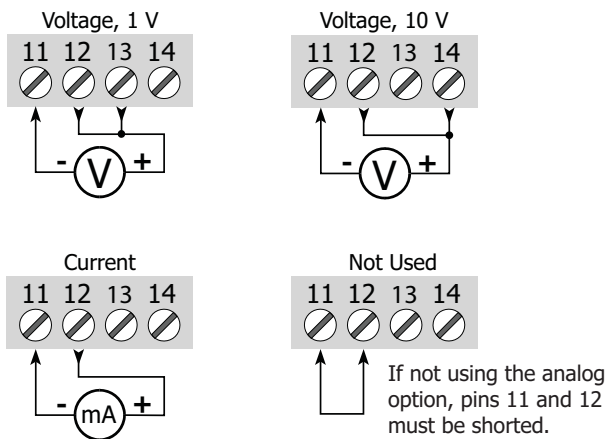 Voltage, 1 V
11 12 13 14
- V +
Voltage, 10 V
11 12 13 14
- V +
Current
11 12 13 14
- mA +
Not Used
11 12 13 14
If not using the analog
option, pins 11 and 12
must be shorted.